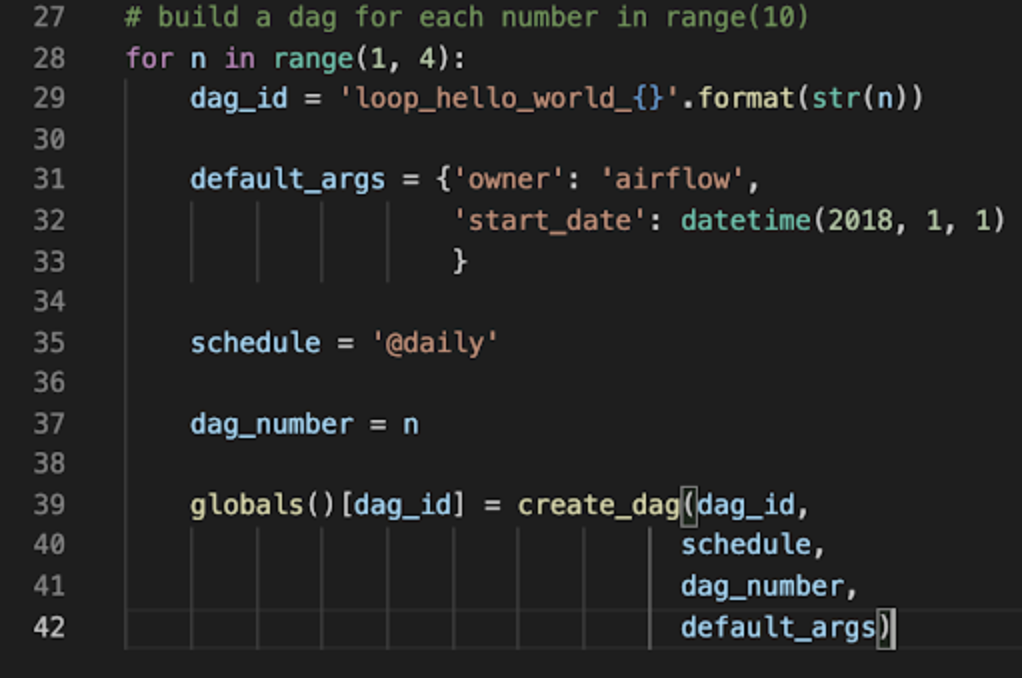 27 # build a dag for each number in range(10)
28 for n in range(1, 4):
29     dag_id = 'loop_hello_world_{}'.format(str(n))
30
31     default_args = {'owner': 'airflow',
32                     'start_date': datetime(2018, 1, 1)
33                     }
34
35     schedule = '@daily'
36
37     dag_number = n
38
39     globals()[dag_id] = create_dag(dag_id,
40                                   schedule,
41                                   dag_number,
42                                   default_args)